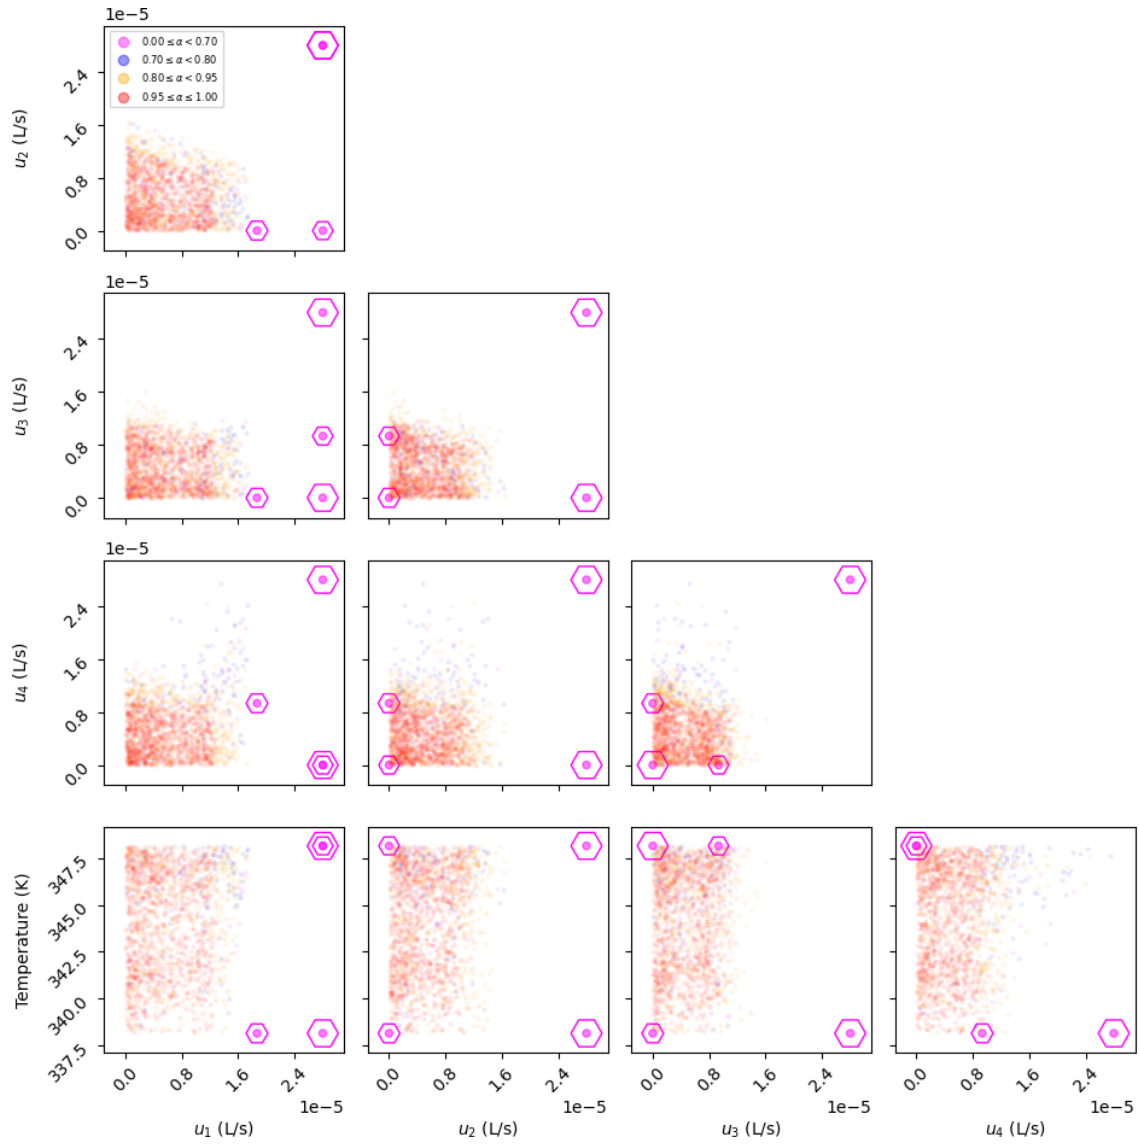 1e−5
u₂ (L/s)
2.4
1.6
0.8
0.0
0.00 ≤ α < 0.70
0.70 ≤ α < 0.80
0.80 ≤ α < 0.95
0.95 ≤ α ≤ 1.00
1e−5
u₃ (L/s)
2.4
1.6
0.8
0.0
1e−5
u₄ (L/s)
2.4
1.6
0.8
0.0
Temperature (K)
347.5
345.0
342.5
340.0
337.5
0.0 0.8 1.6 2.4 0.0 0.8 1.6 2.4 0.0 0.8 1.6 2.4 0.0 0.8 1.6 2.4
1e−5 1e−5 1e−5 1e−5
u₁ (L/s) u₂ (L/s) u₃ (L/s) u₄ (L/s)